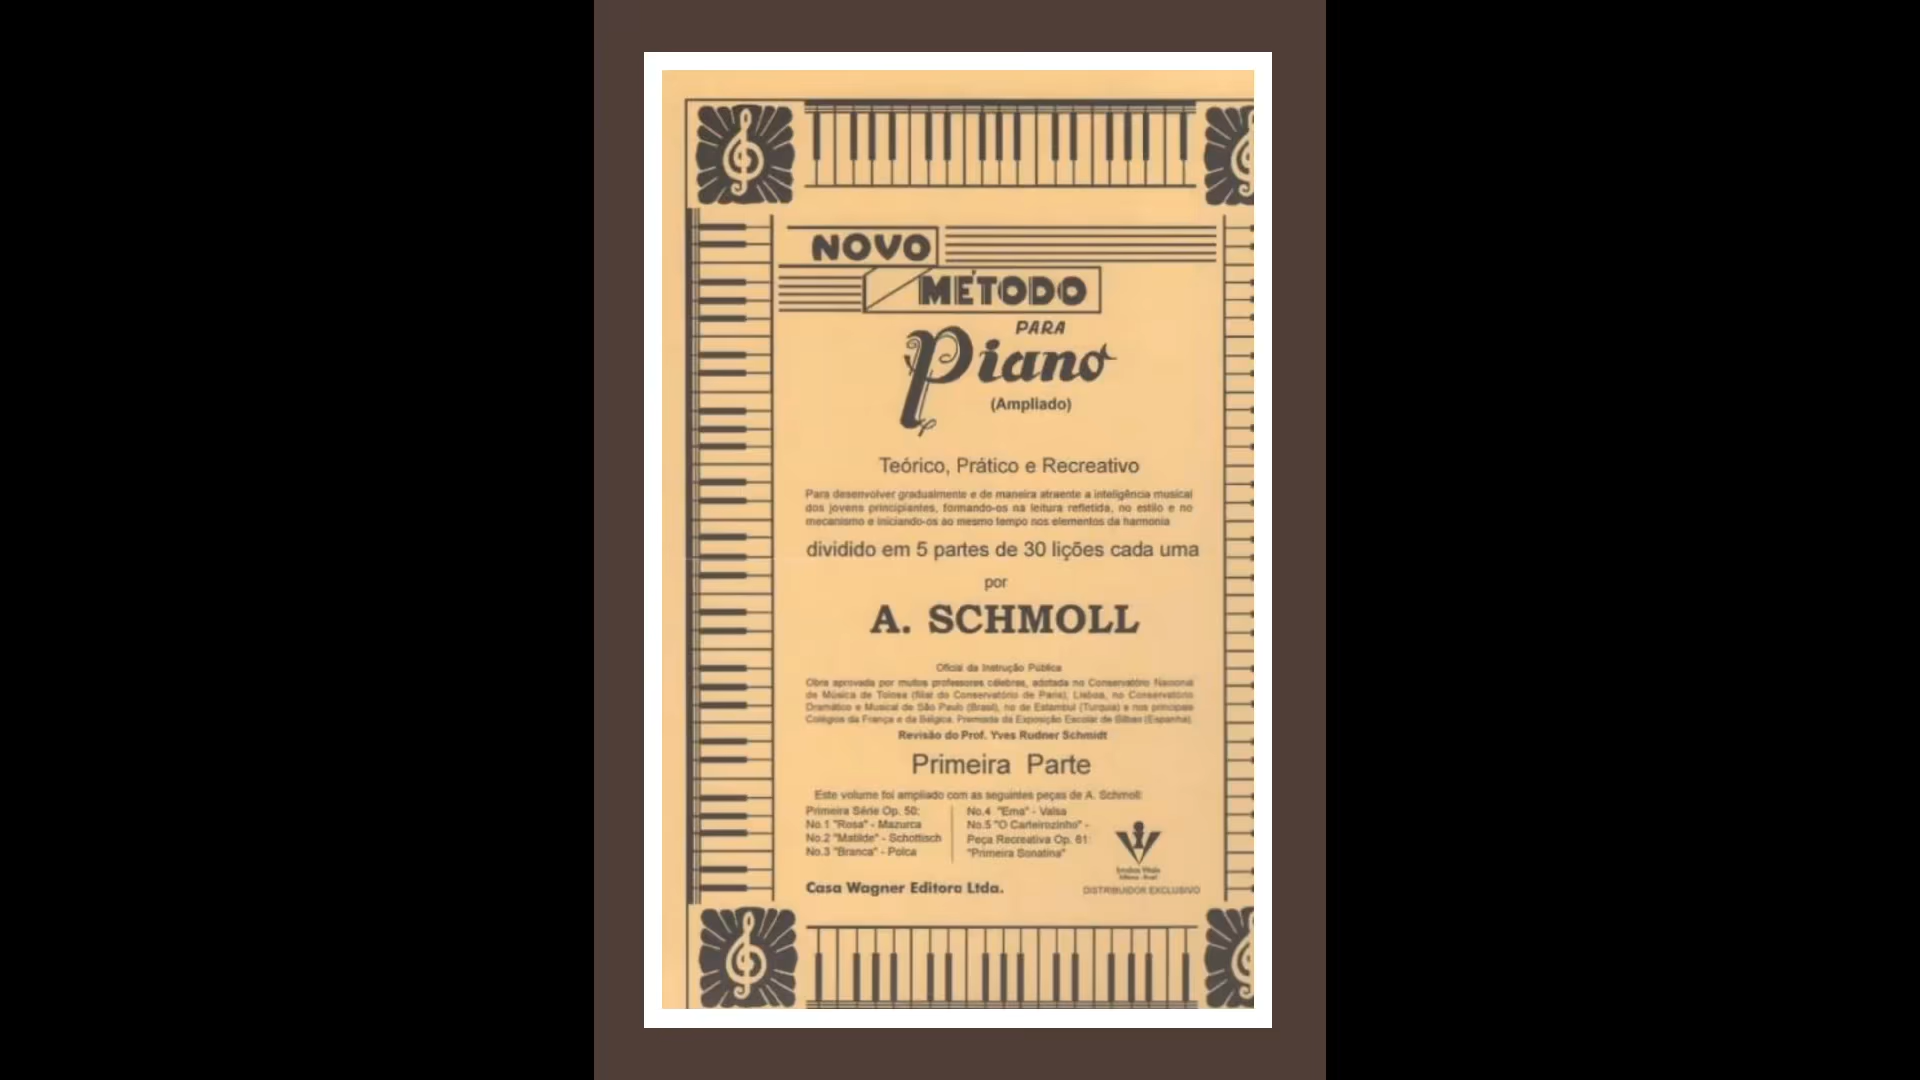 NOVO
MÉTODO
PARA
Piano
(Ampliado)
Teórico, Prático e Recreativo
Para desenvolver gradualmente e de maneira atraente a inteligência musical
dos jovens principiantes, formando-os na leitura refletida, no estilo e no
mecanismo e iniciando-os ao mesmo tempo nos elementos da harmonia
dividido em 5 partes de 30 lições cada uma
por
A. SCHMOLL
Oficial da Instrução Pública
Obra aprovada por muitos professores célebres, adotada no Conservatório Nacional
de Música de Tolosa (filial do Conservatório de Paris), Lisboa, no Conservatório
Dramático e Musical de São Paulo (Brasil), no de Estambul (Turquia) e nos principais
Colégios da França e da Bélgica. Premiada da Exposição Escolar de Bilbao (Espanha)
Revisão do Prof. Yves Rudner Schmidt
Primeira Parte
Este volume foi ampliado com as seguintes peças de A. Schmoll:
Primeira Série Op. 50:
No.1 "Rosa" - Mazurca
No.2 "Matilde" - Schottisch
No.3 "Branca" - Polca
No.4 "Ema" - Valsa
No.5 "O Carteirozinho" -
Peça Recreativa Op. 61:
"Primeira Sonatina"
Casa Wagner Editora Ltda.
DISTRIBUIDOR EXCLUSIVO